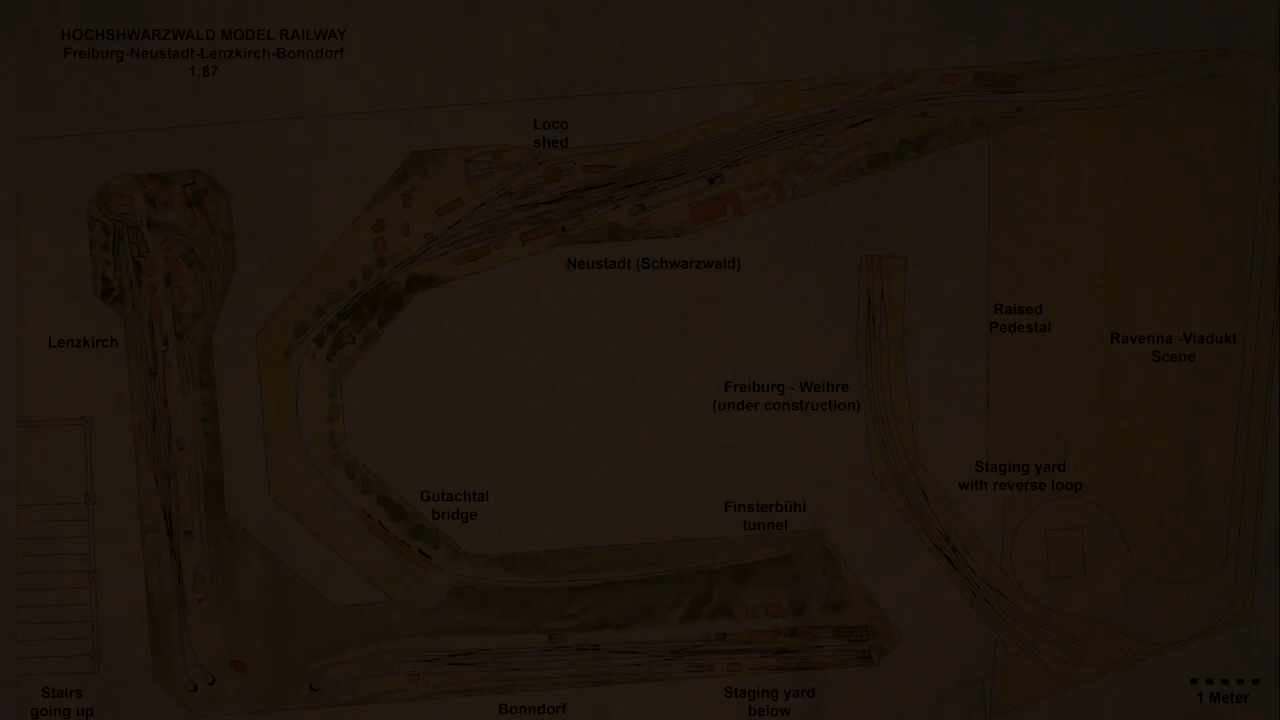 HOCHSHWARZWALD MODEL RAILWAY
Freiburg-Neustadt-Lenzkirch-Bonndorf
1:87
Loco
shed
Neustadt (Schwarzwald)
Raised
Pedestal
Ravenna -Viadukt
Scene
Lenzkirch
Freiburg - Weihre
(under construction)
Staging yard
with reverse loop
Gutachtal
bridge
Finsterbühl
tunnel
Stairs
going up
Bonndorf
Staging yard
below
1 Meter